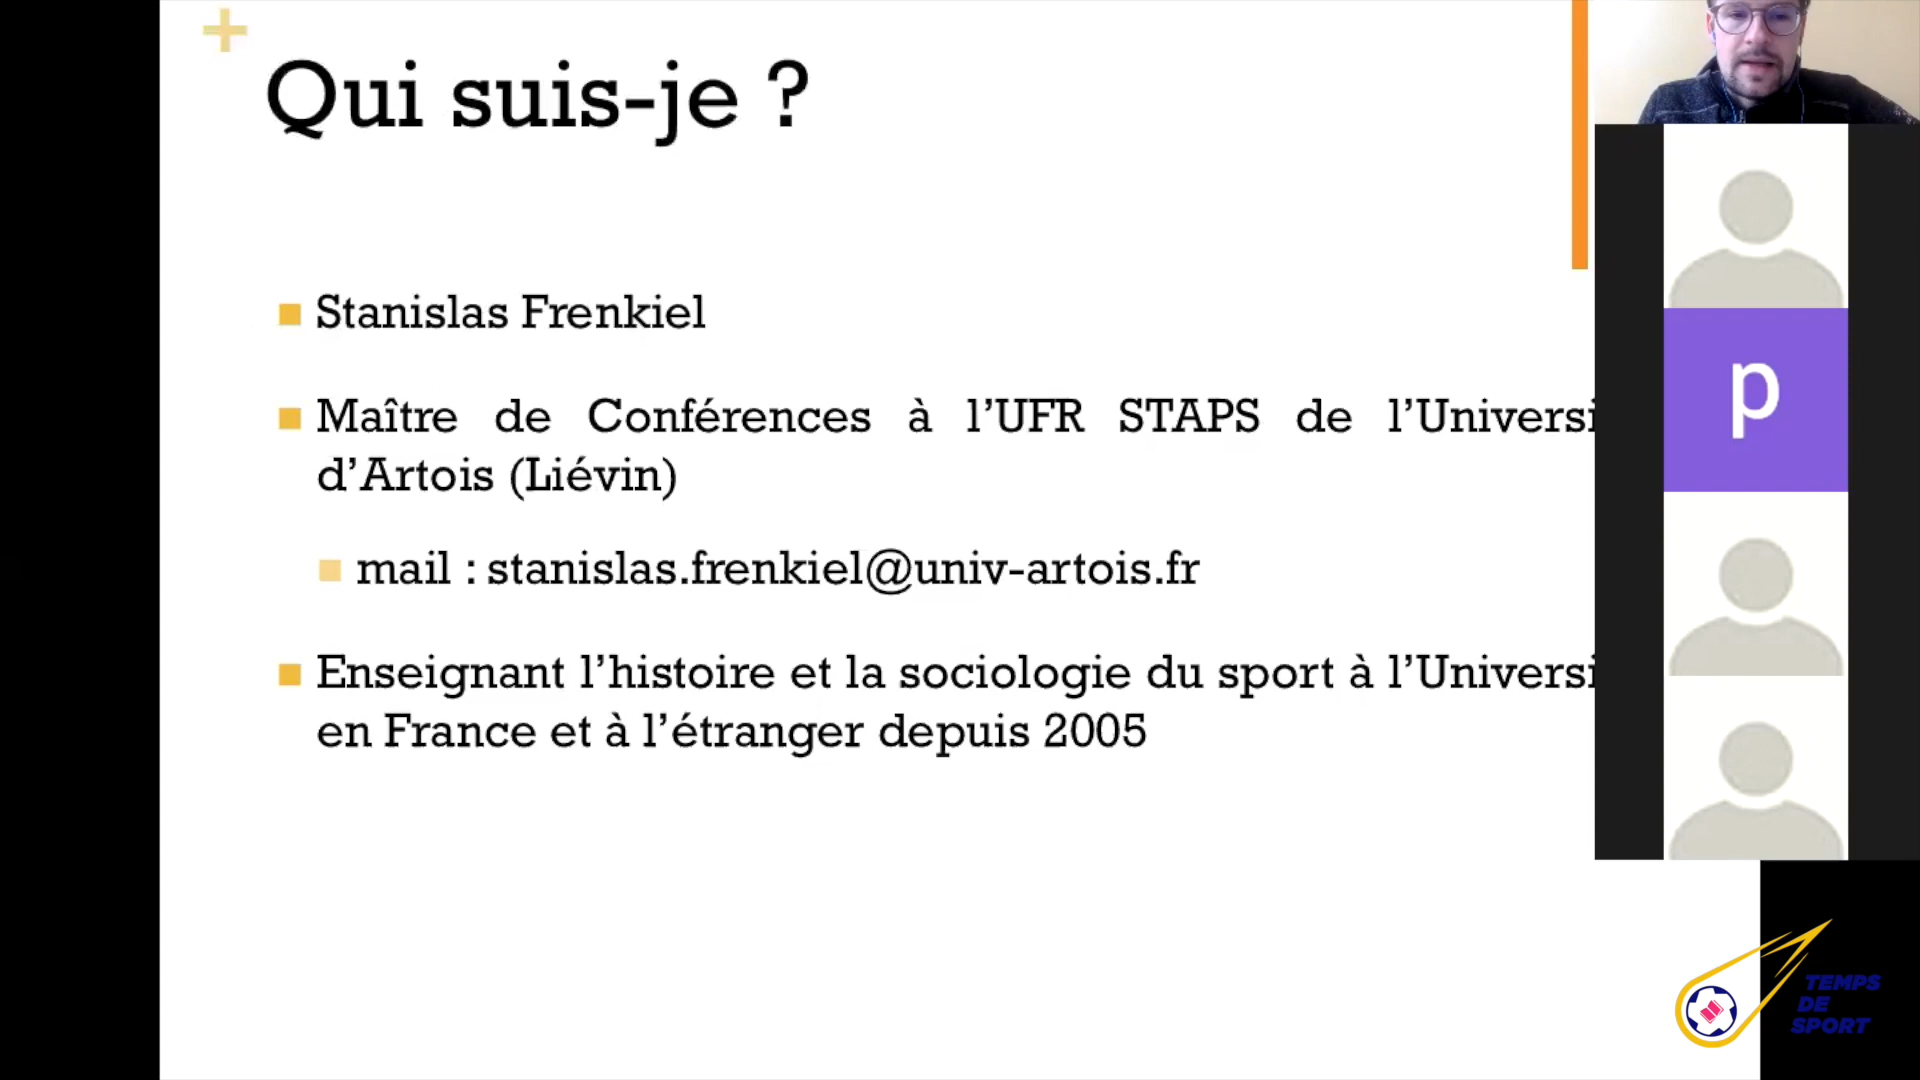 Qui suis-je ?
Stanislas Frenkiel
Maître de Conférences à l’UFR STAPS de l’Universi
d’Artois (Liévin)
mail : stanislas.frenkiel@univ-artois.fr
Enseignant l’histoire et la sociologie du sport à l’Universi
en France et à l’étranger depuis 2005
p
TEMPS
DE
SPORT